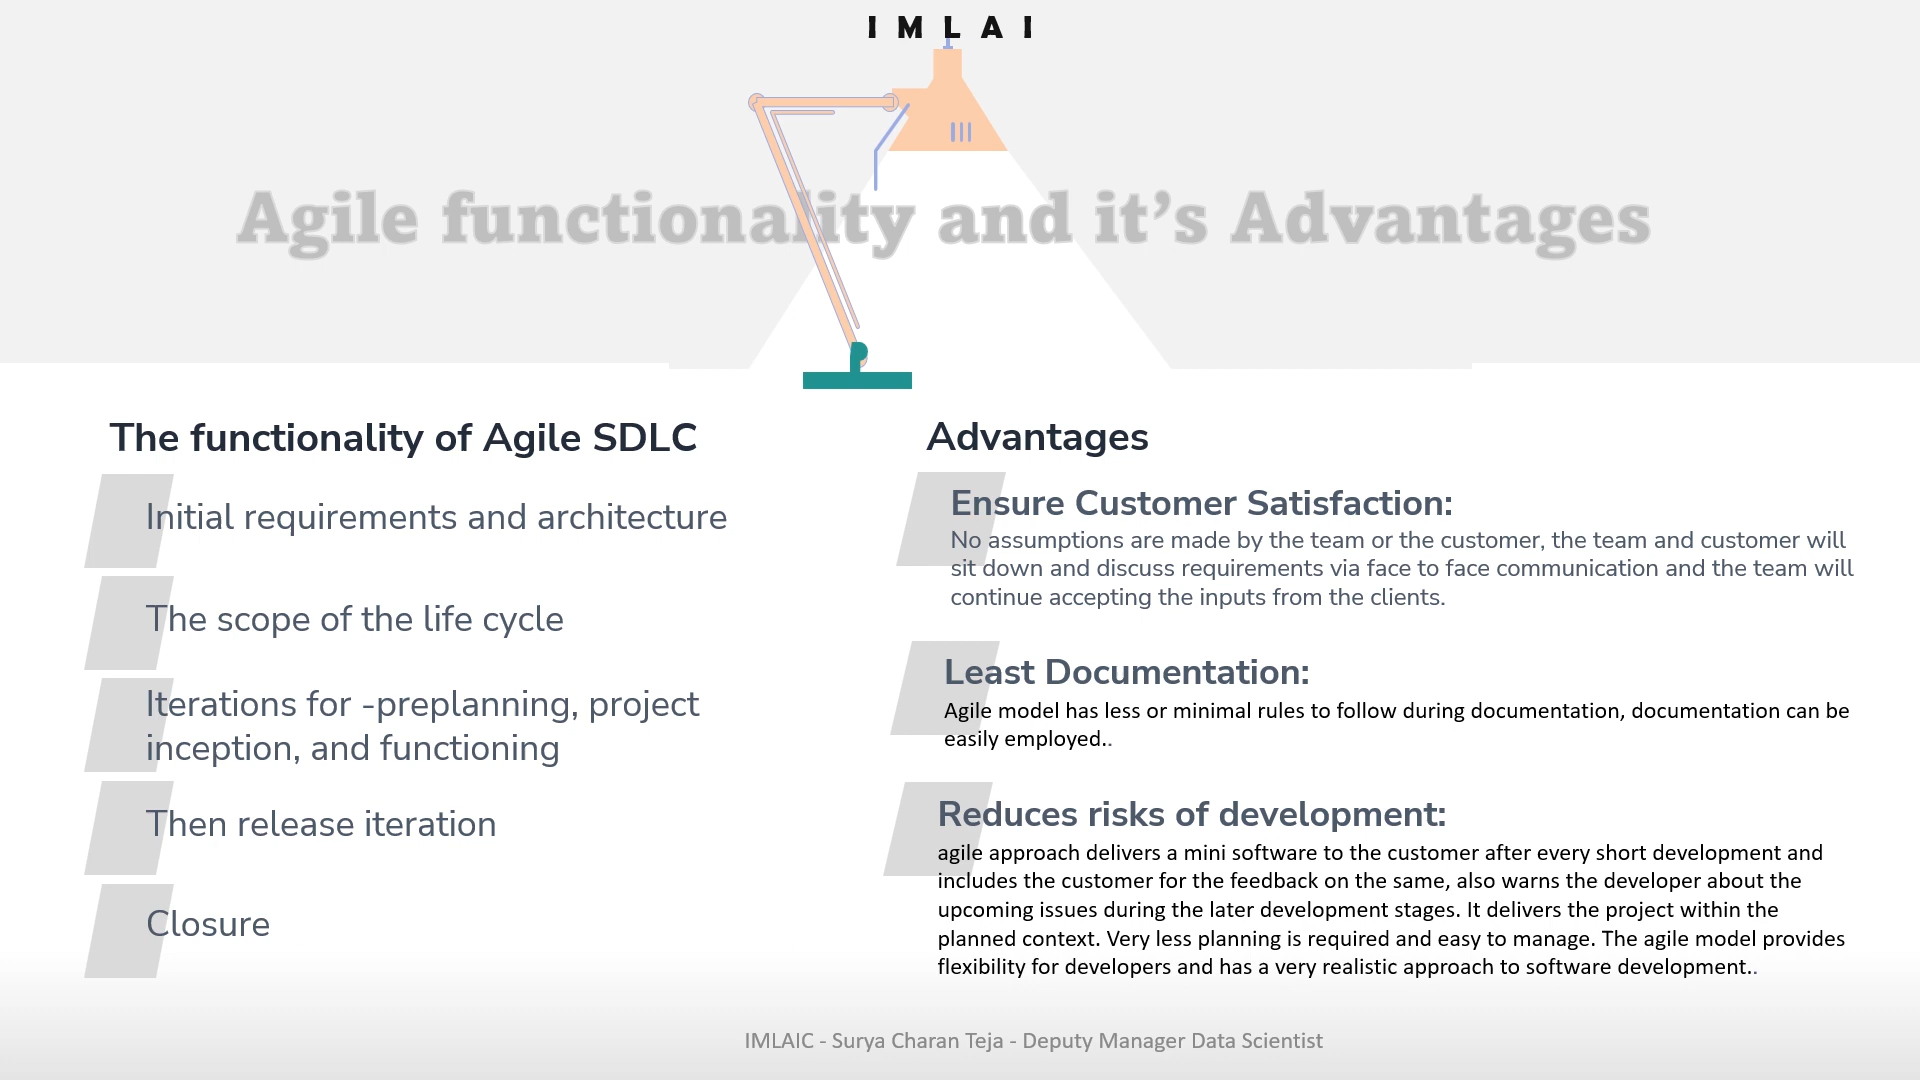 IMLAI
Agile functionality and it’s Advantages
The functionality of Agile SDLC
Initial requirements and architecture
The scope of the life cycle
Iterations for -preplanning, project
inception, and functioning
Then release iteration
Closure
Advantages
Ensure Customer Satisfaction:
No assumptions are made by the team or the customer, the team and customer will
sit down and discuss requirements via face to face communication and the team will
continue accepting the inputs from the clients.
Least Documentation:
Agile model has less or minimal rules to follow during documentation, documentation can be
easily employed..
Reduces risks of development:
agile approach delivers a mini software to the customer after every short development and
includes the customer for the feedback on the same, also warns the developer about the
upcoming issues during the later development stages. It delivers the project within the
planned context. Very less planning is required and easy to manage. The agile model provides
flexibility for developers and has a very realistic approach to software development..
IMLAIC - Surya Charan Teja - Deputy Manager Data Scientist